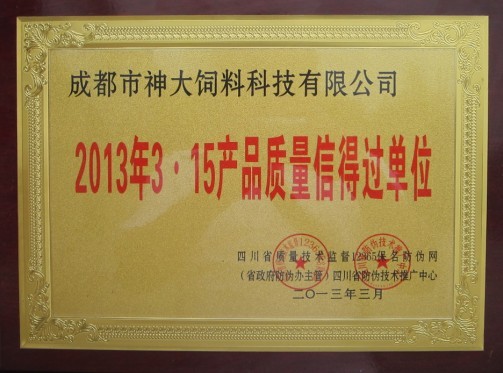 成都市神大饲料科技有限公司
2013年3·15产品质量信得过单位
四川省质量技术监督12365保名防伪网
（省政府防伪办主管）四川省防伪技术推广中心
二〇一三年三月